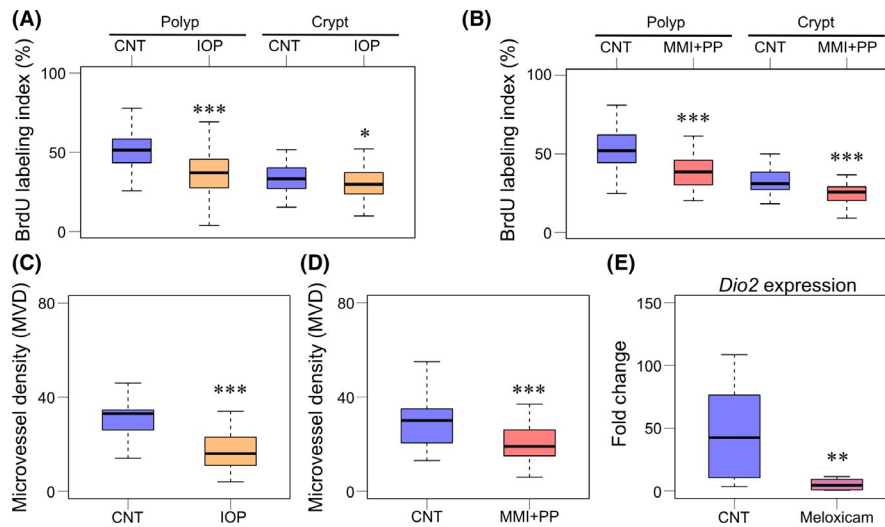 (A)
Polyp Crypt
CNT IOP CNT IOP
BrdU labeling index (%)
100
50
0
***
*
(B)
Polyp Crypt
CNT MMI+PP CNT MMI+PP
BrdU labeling index (%)
100
50
0
***
***
(C)
Microvessel density (MVD)
80
40
0
***
CNT IOP
(D)
Microvessel density (MVD)
80
40
0
***
CNT MMI+PP
(E)
Dio2 expression
Fold change
150
100
50
0
**
CNT Meloxicam